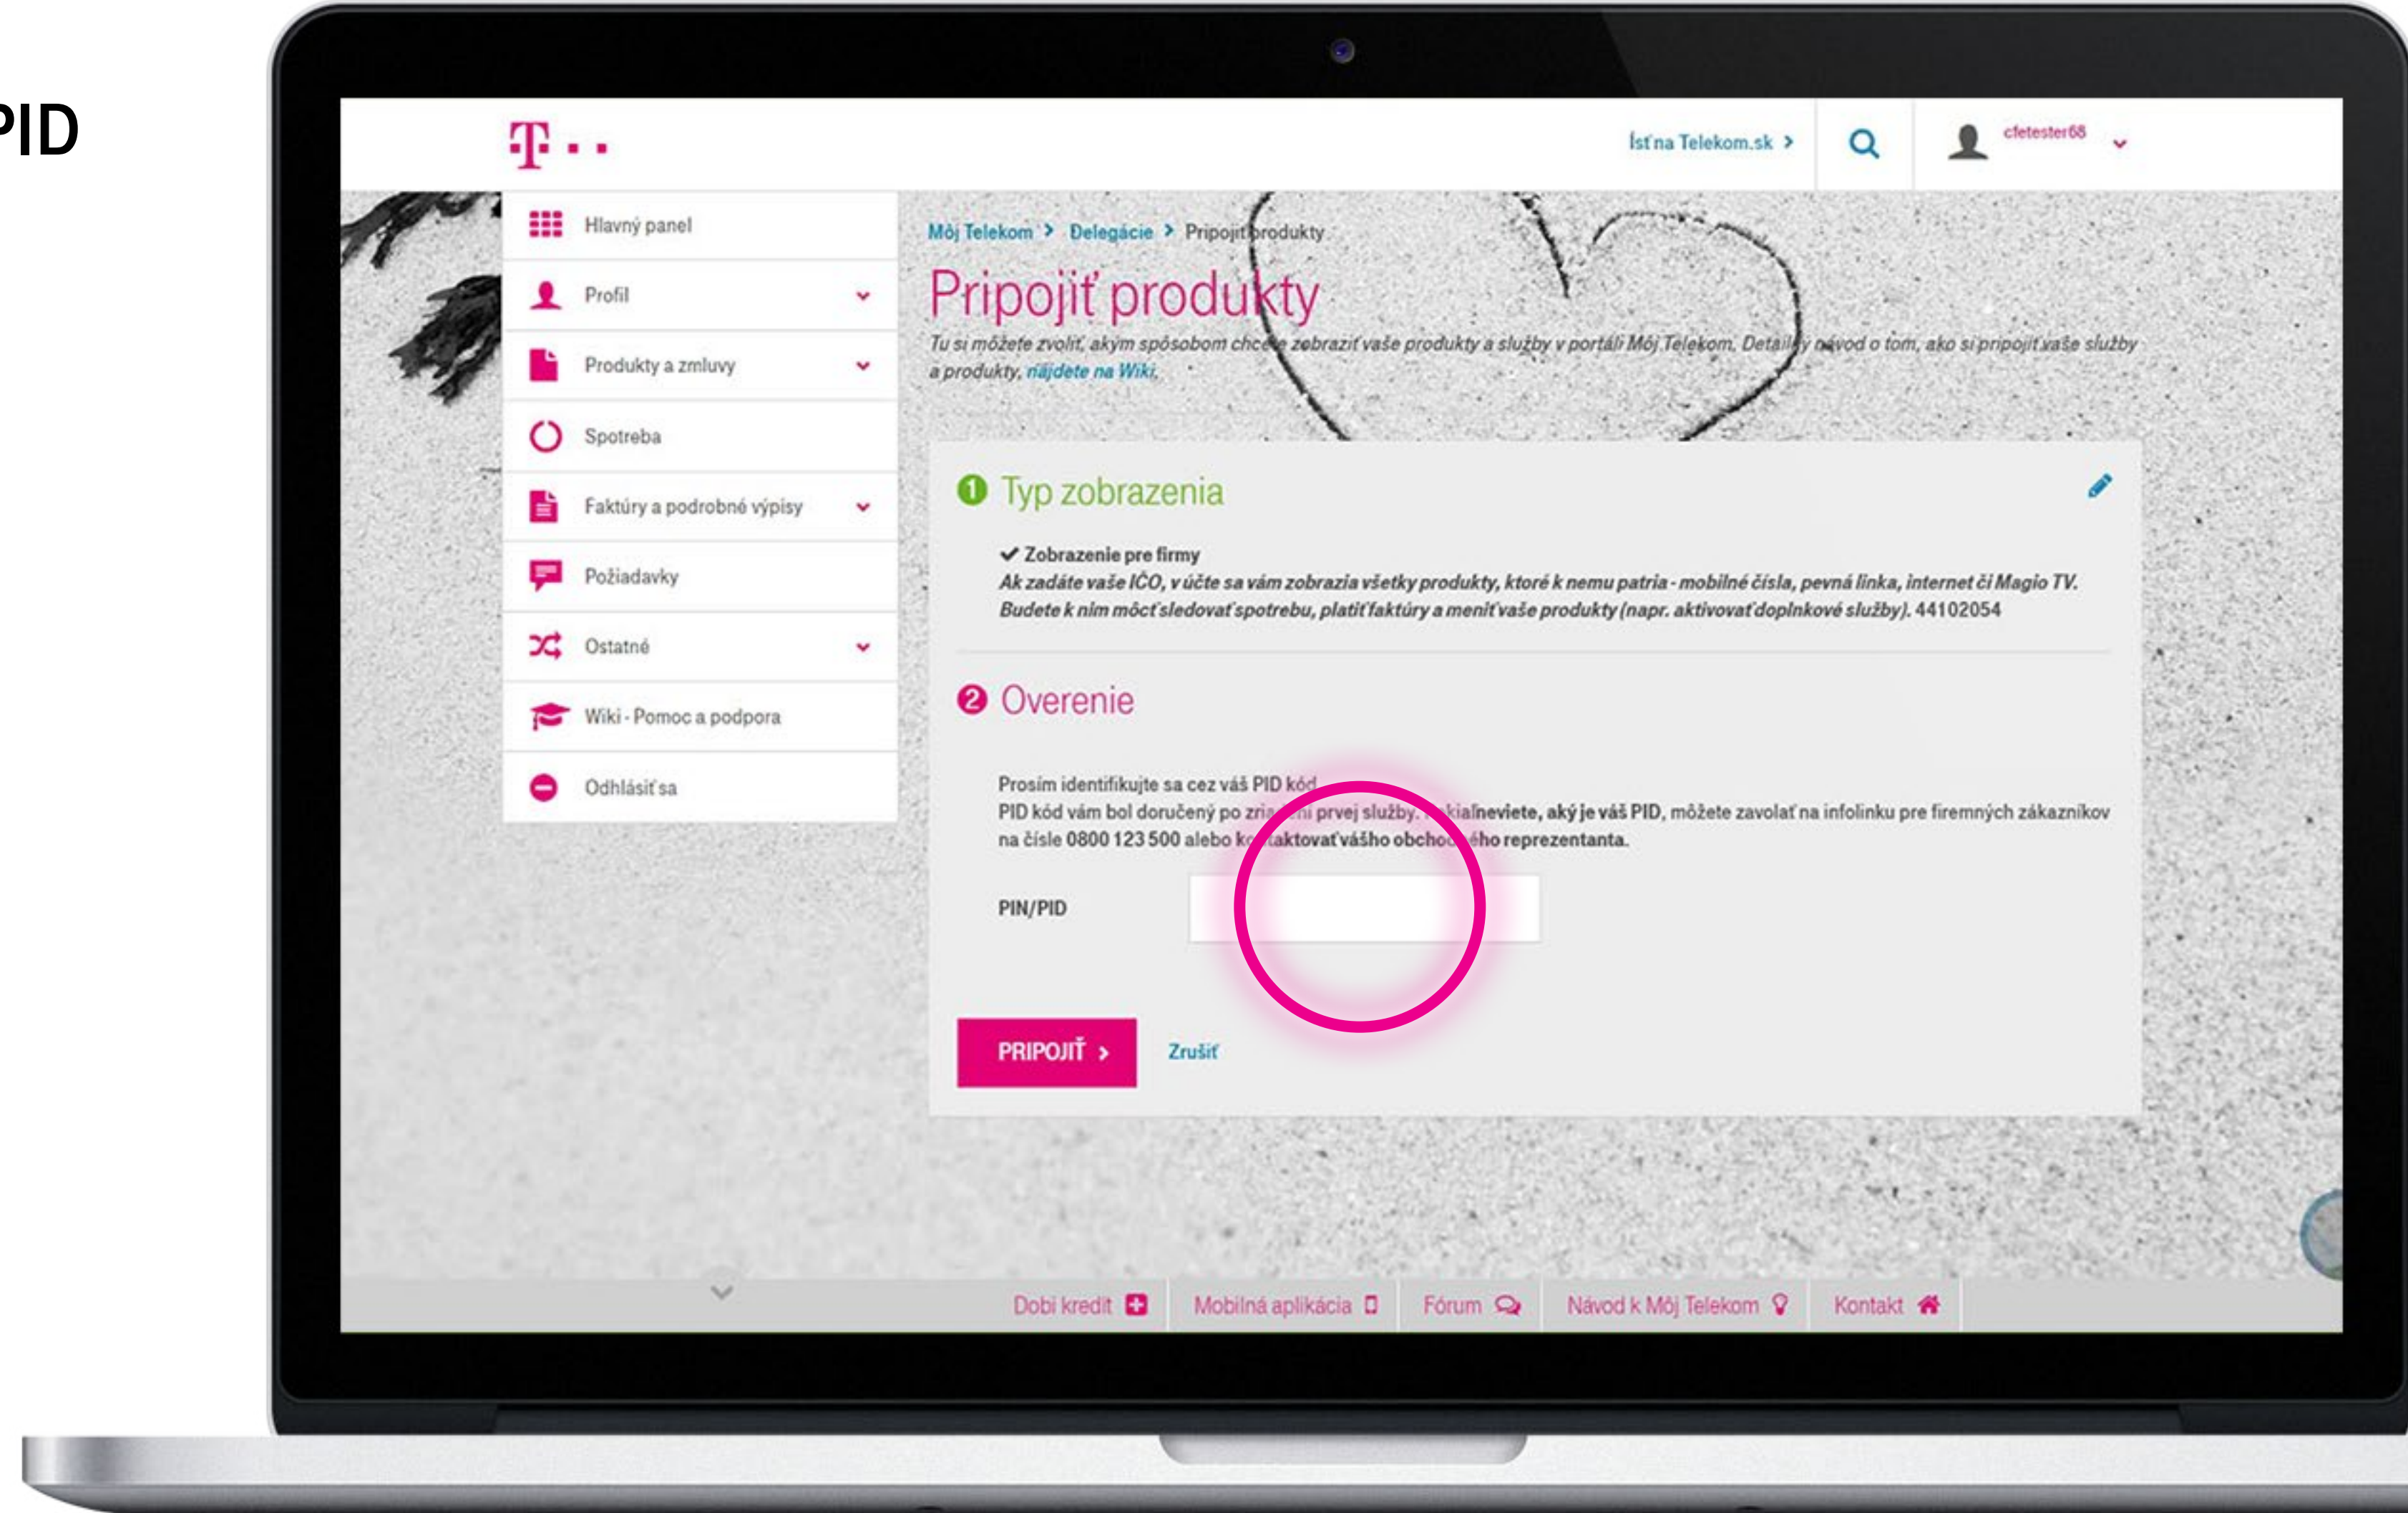 PID
T
Ísť na Telekom.sk
cfetester68
Hlavný panel
Profil
Produkty a zmluvy
Spotreba
Faktúry a podrobné výpisy
Požiadavky
Ostatné
Wiki - Pomoc a podpora
Odhlásiť sa
Môj Telekom > Delegácie > Pripojiť produkty
Pripojiť produkty
Tu si môžete zvoliť, akým spôsobom chcete zobraziť vaše produkty a služby v portáli Môj Telekom. Detailný návod o tom, ako si pripojiť vaše služby
a produkty, nájdete na Wiki.
1 Typ zobrazenia
Zobrazenie pre firmy
Ak zadáte vaše IČO, v účte sa vám zobrazia všetky produkty, ktoré k nemu patria - mobilné čísla, pevná linka, internet či Magio TV.
Budete k nim môcť sledovať spotrebu, platiť faktúry a meniť vaše produkty (napr. aktivovať doplnkové služby). 44102054
2 Overenie
Prosím identifikujte sa cez váš PID kód
PID kód vám bol doručený po zriadení prvej služby. neviete, aký je váš PID, môžete zavolať na infolinku pre firemných zákazníkov
na čísle 0800 123 500 alebo kontaktovať vášho obchodného reprezentanta.
PIN/PID
PRIPOJIŤ >
Zrušiť
Dobi kredit
Mobilná aplikácia
Fórum
Návod k Môj Telekom
Kontakt